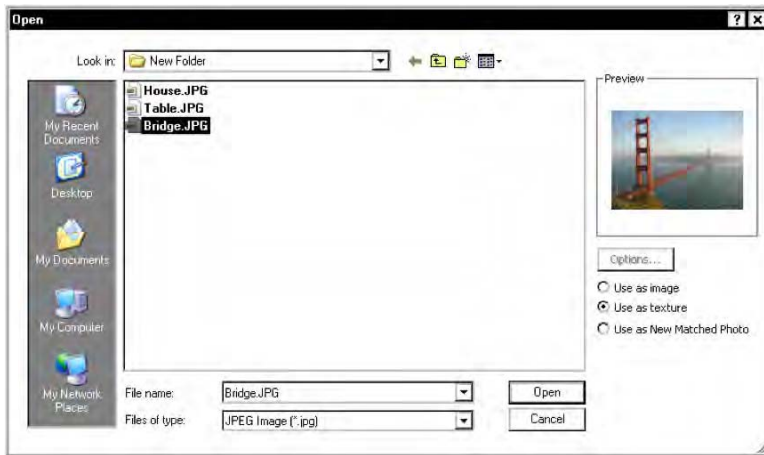 Open
Look in:
New Folder
My Recent
Documents
Desktop
My Documents
My Computer
My Network
Places
House.JPG
Table.JPG
Bridge.JPG
File name:
Bridge.JPG
Files of type:
JPEG Image (*.jpg)
Open
Cancel
Preview
Options...
Use as image
Use as texture
Use as New Matched Photo